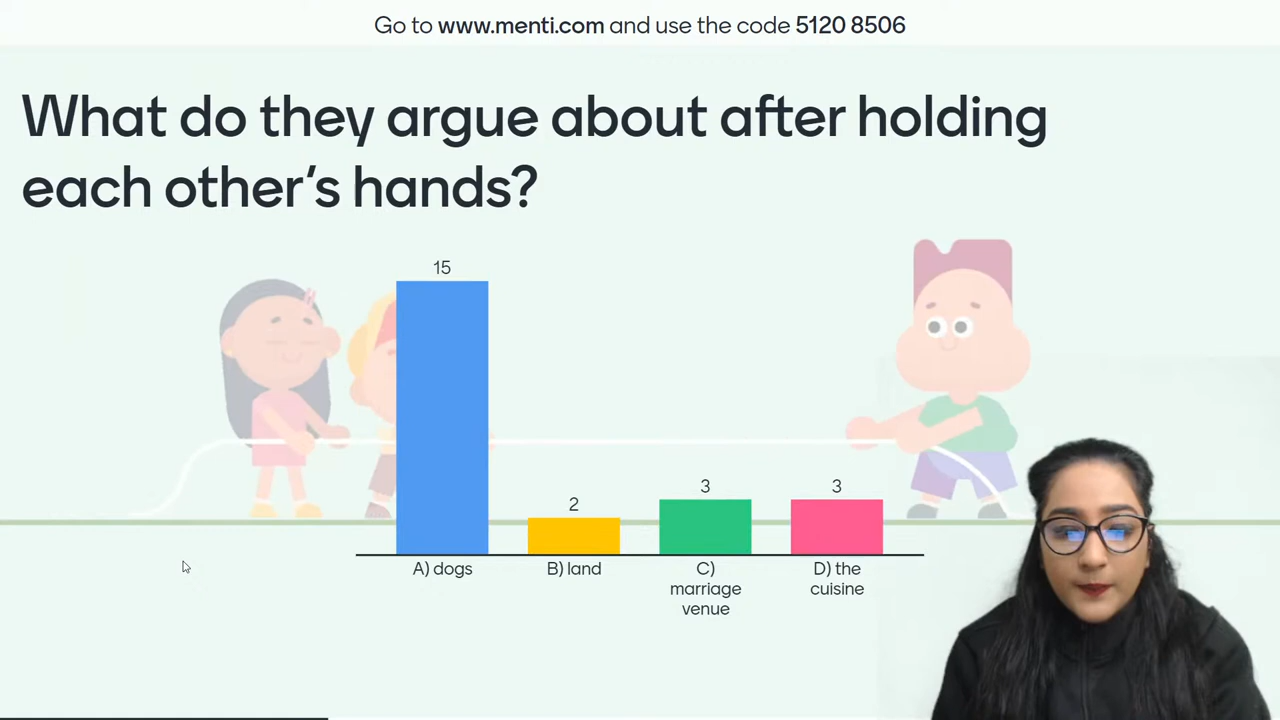 Go to www.menti.com and use the code 5120 8506
What do they argue about after holding
each other’s hands?
15
2
3
3
A) dogs
B) land
C)
marriage
venue
D) the
cuisine